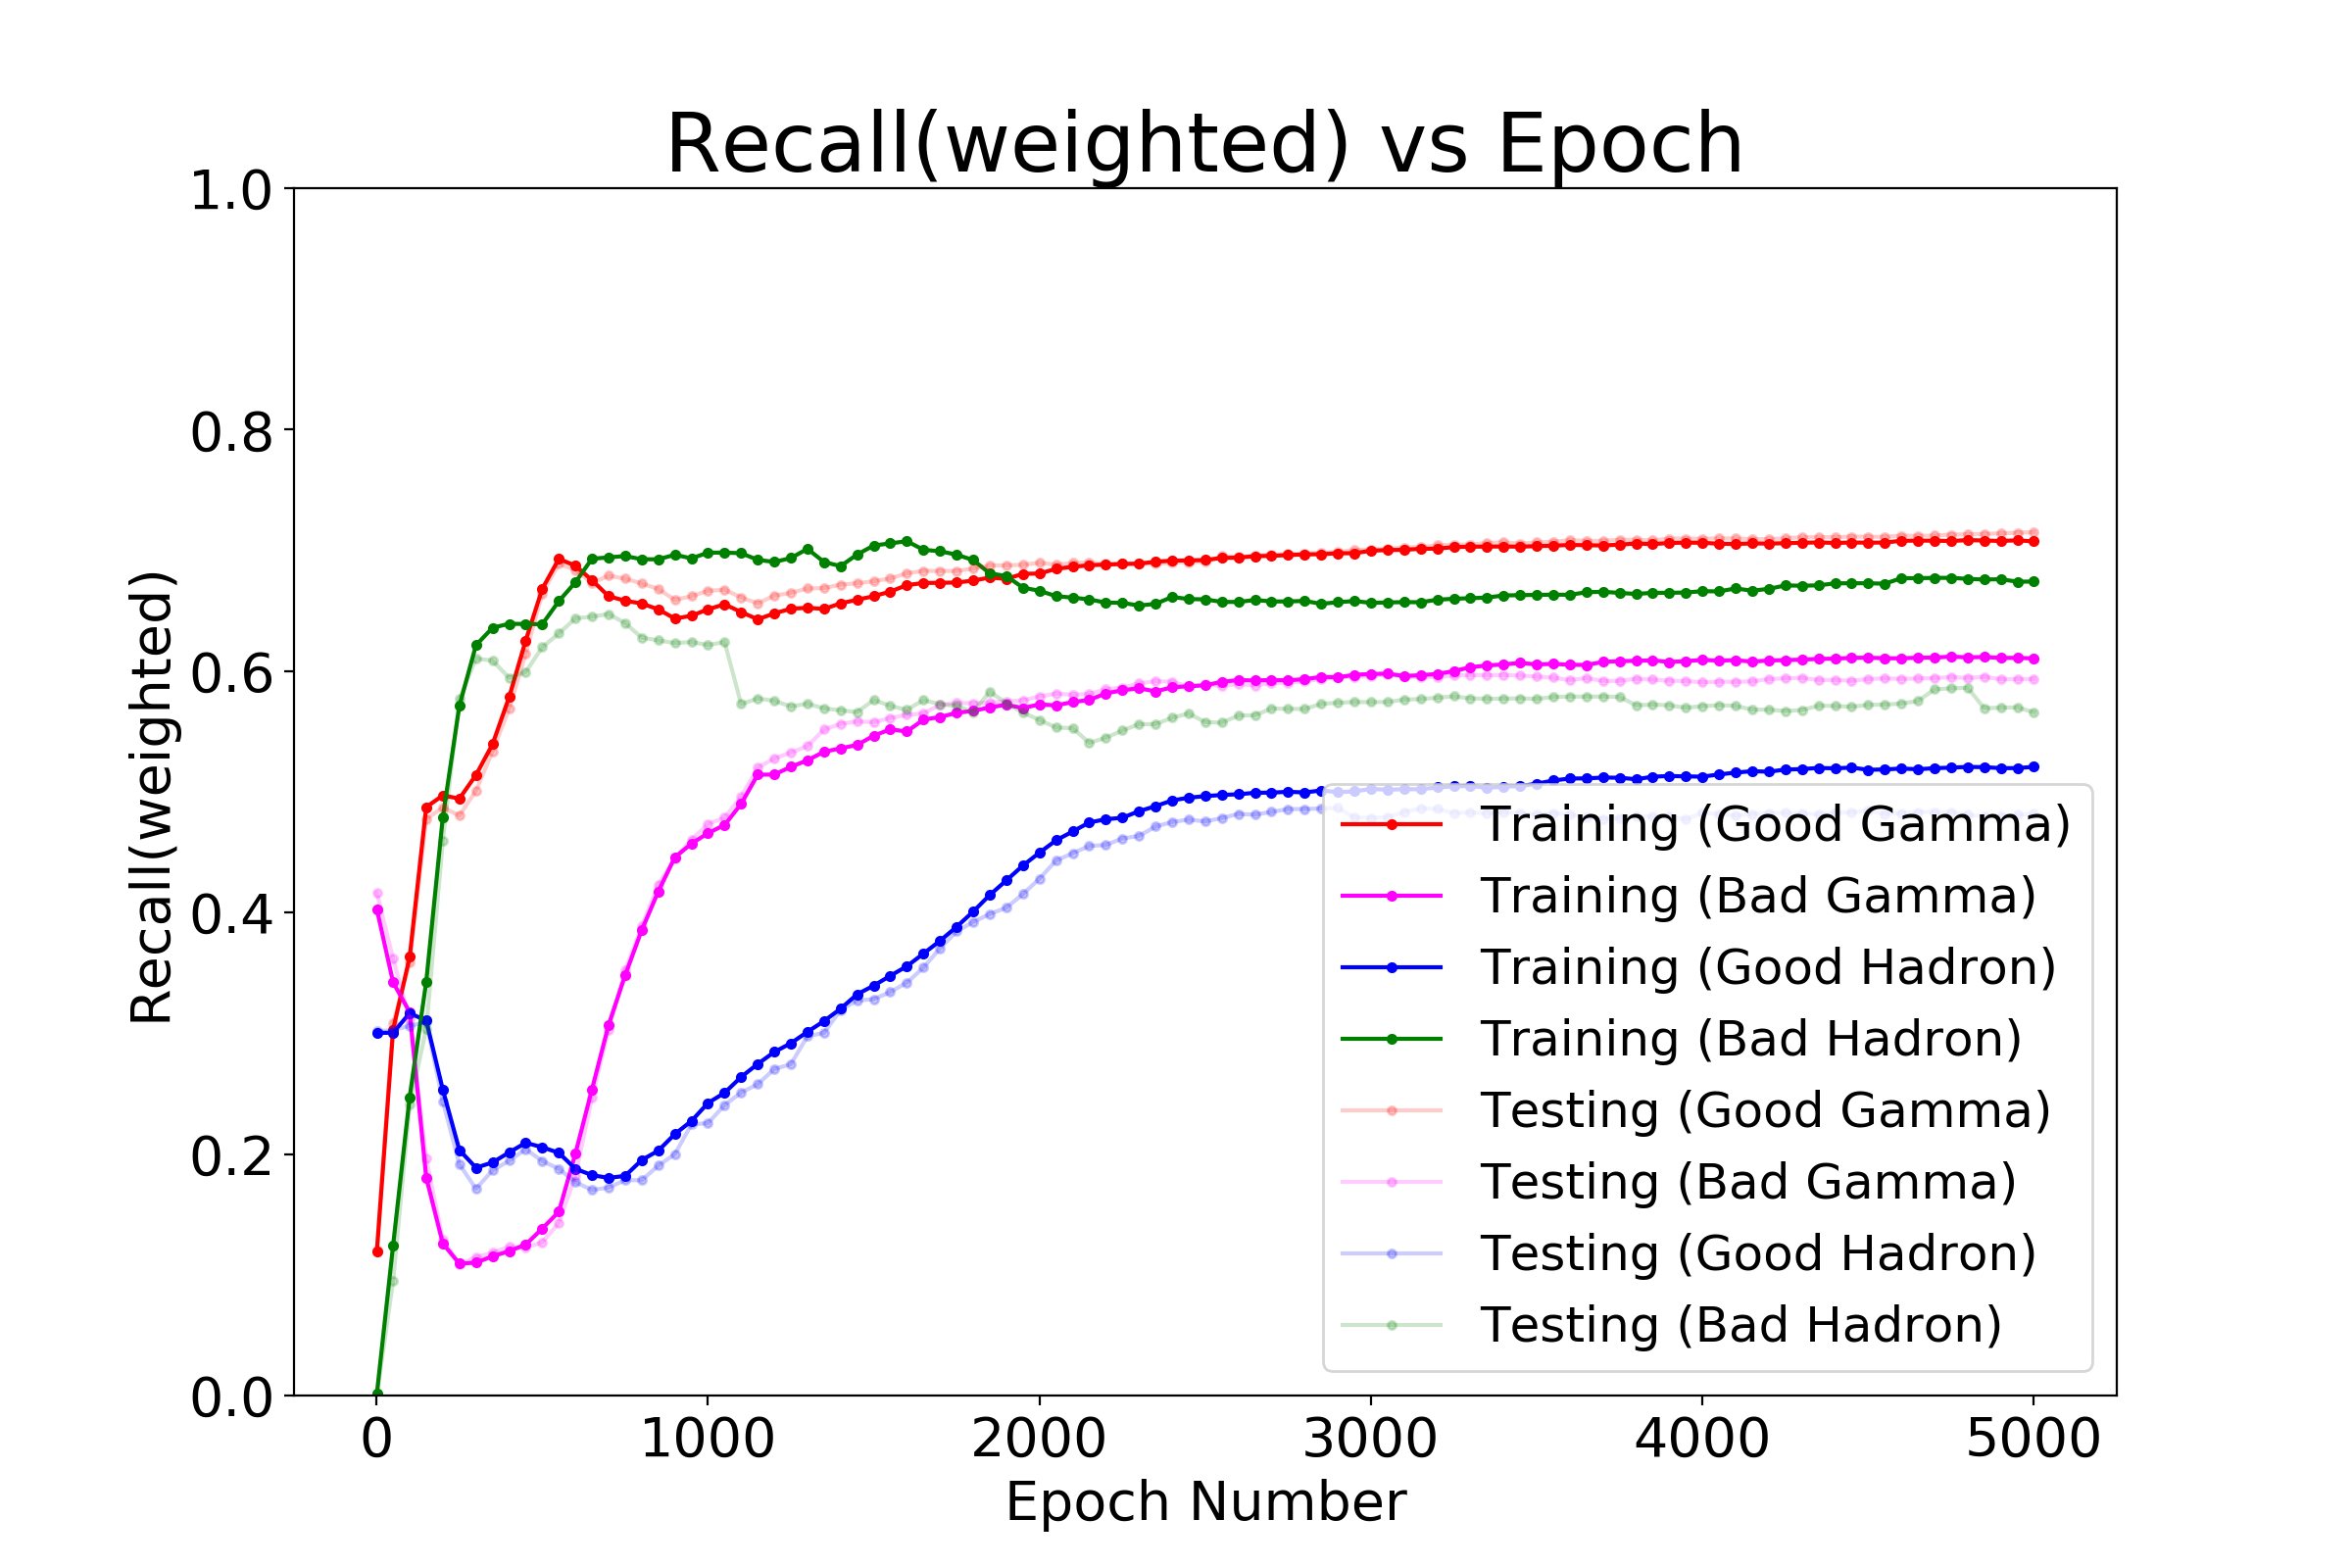 Recall(weighted) vs Epoch
1.0
0.8
0.6
0.4
0.2
0.0
Recall(weighted)
0 1000 2000 3000 4000 5000
Epoch Number
Training (Good Gamma)
Training (Bad Gamma)
Training (Good Hadron)
Training (Bad Hadron)
Testing (Good Gamma)
Testing (Bad Gamma)
Testing (Good Hadron)
Testing (Bad Hadron)